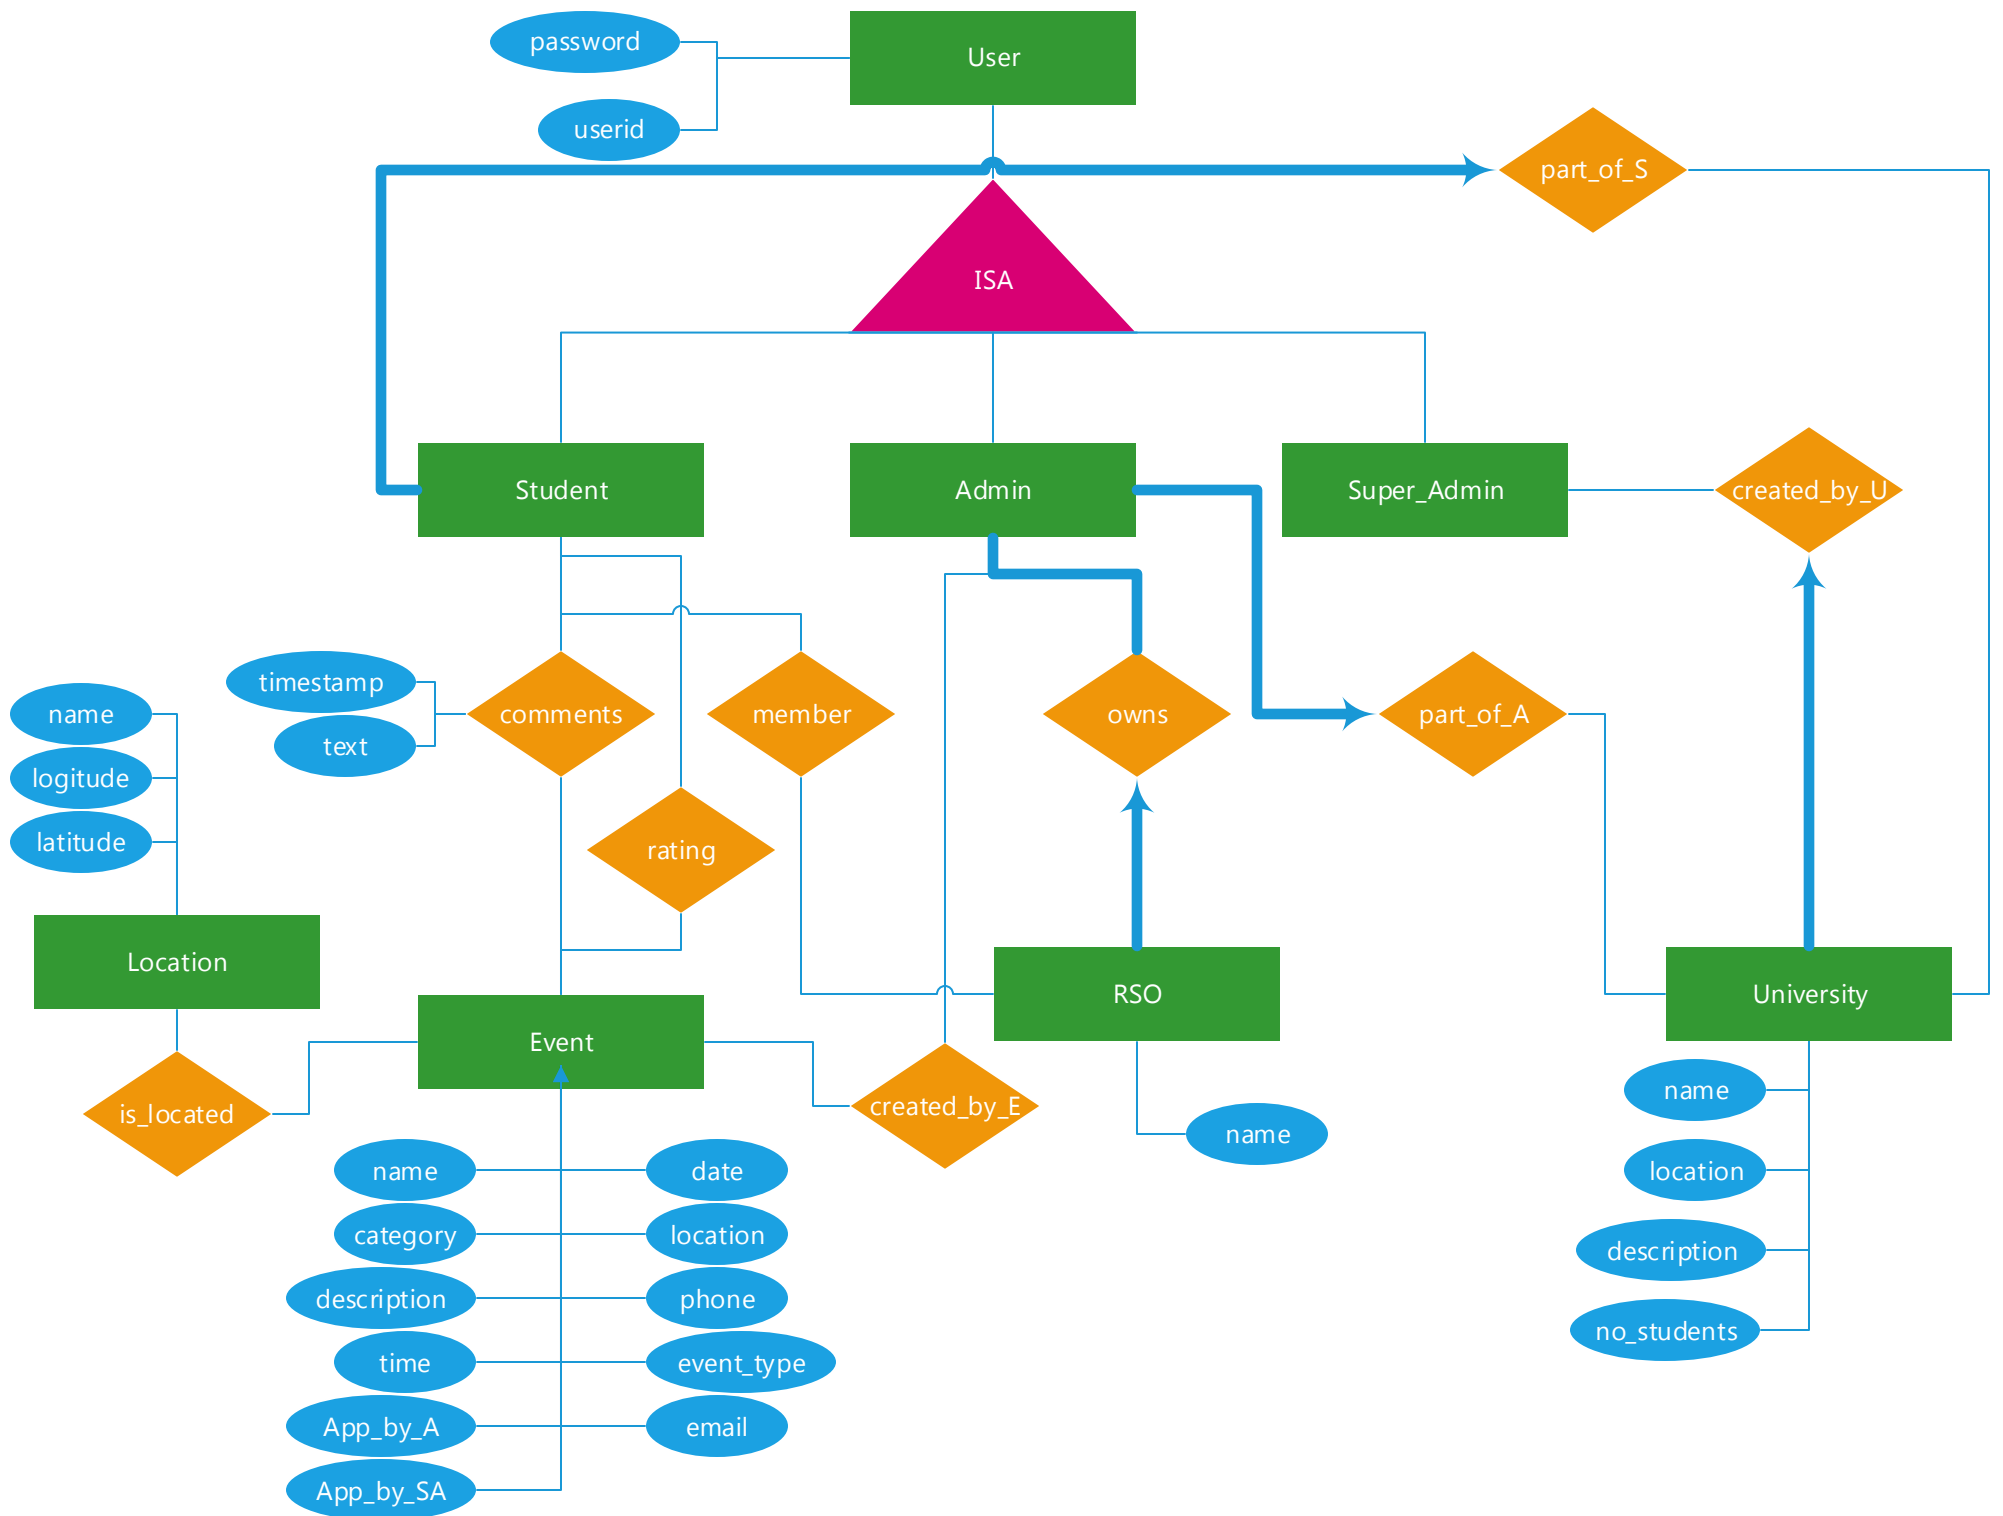 password
User
userid
part_of_S
ISA
Student
Admin
Super_Admin
created_by_U
timestamp
name
comments
member
owns
part_of_A
text
logitude
latitude
rating
Location
Event
RSO
University
is_located
created_by_E
name
name
name
date
location
category
location
description
description
phone
no_students
time
event_type
App_by_A
email
App_by_SA